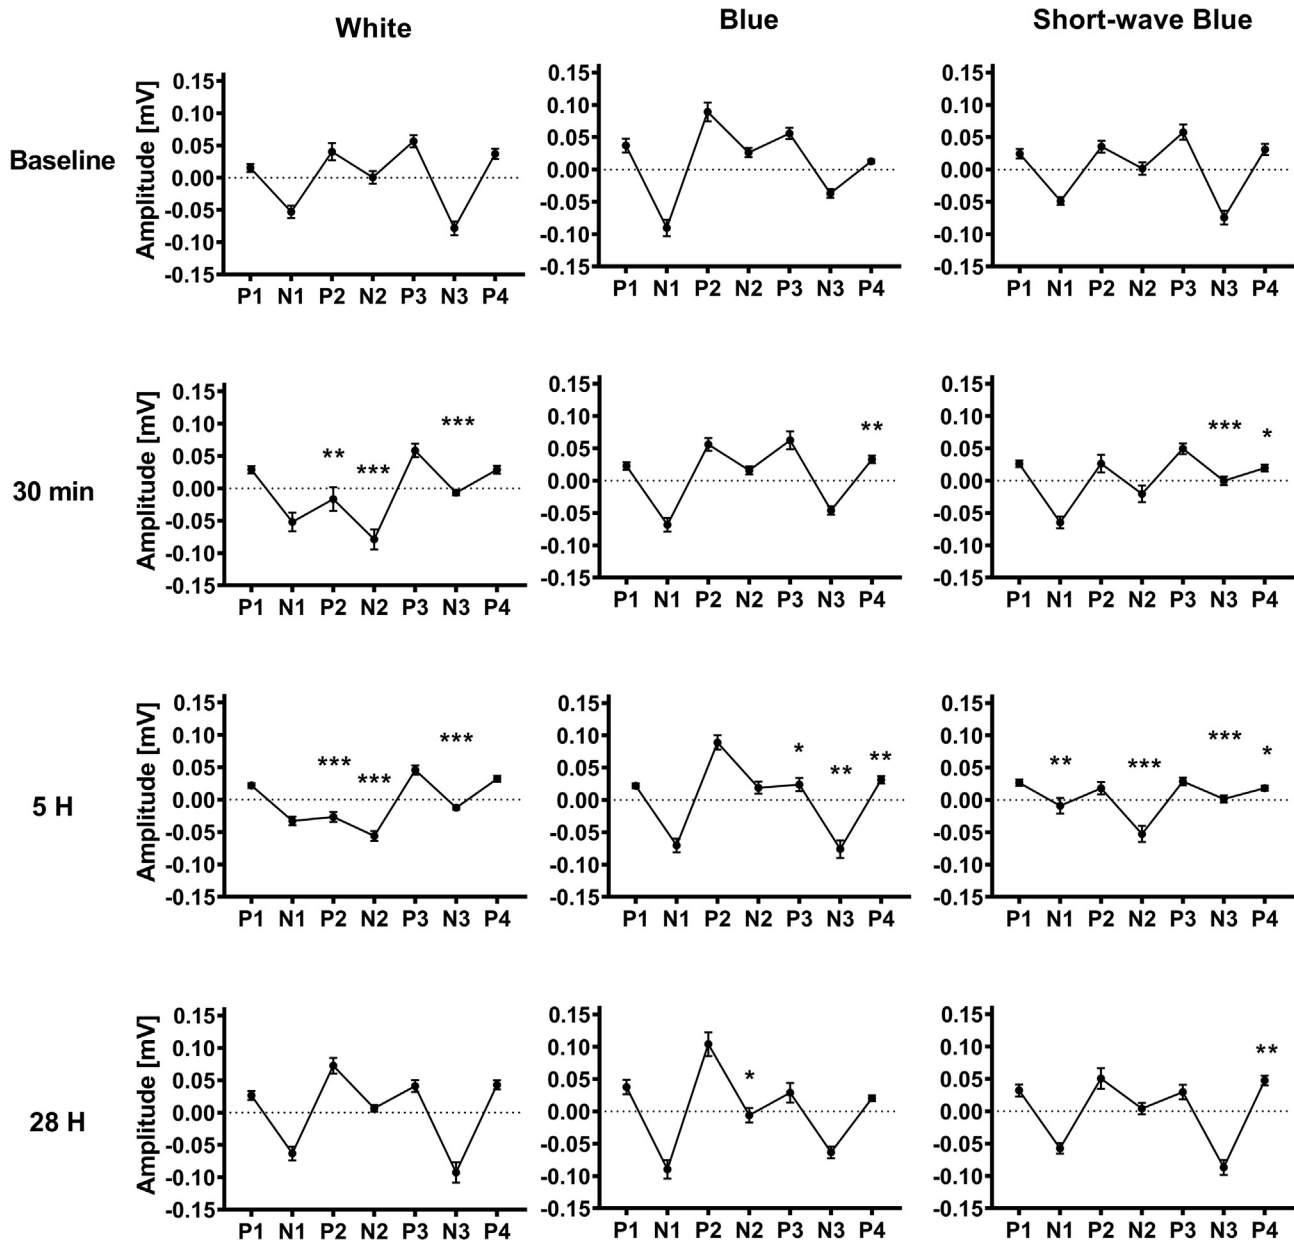 White Blue Short-wave Blue
Baseline
Amplitude [mV]
0.15 0.15 0.15
0.10 0.10 0.10
0.05 0.05 0.05
0.00 0.00 0.00
-0.05 -0.05 -0.05
-0.10 -0.10 -0.10
-0.15 -0.15 -0.15
P1 N1 P2 N2 P3 N3 P4 P1 N1 P2 N2 P3 N3 P4 P1 N1 P2 N2 P3 N3 P4
30 min
Amplitude [mV]
0.15 0.15 0.15
0.10 *** 0.10 0.10
0.05 ** *** 0.05 ** 0.05 *** *
0.00 0.00 0.00
-0.05 -0.05 -0.05
-0.10 -0.10 -0.10
-0.15 -0.15 -0.15
P1 N1 P2 N2 P3 N3 P4 P1 N1 P2 N2 P3 N3 P4 P1 N1 P2 N2 P3 N3 P4
5 H
Amplitude [mV]
0.15 0.15 0.15
0.10 *** 0.10 0.10 ***
0.05 *** *** 0.05 * ** ** 0.05 ** *** *
0.00 0.00 0.00
-0.05 -0.05 -0.05
-0.10 -0.10 -0.10
-0.15 -0.15 -0.15
P1 N1 P2 N2 P3 N3 P4 P1 N1 P2 N2 P3 N3 P4 P1 N1 P2 N2 P3 N3 P4
28 H
Amplitude [mV]
0.15 0.15 0.15
0.10 0.10 0.10 **
0.05 0.05 * 0.05
0.00 0.00 0.00
-0.05 -0.05 -0.05
-0.10 -0.10 -0.10
-0.15 -0.15 -0.15
P1 N1 P2 N2 P3 N3 P4 P1 N1 P2 N2 P3 N3 P4 P1 N1 P2 N2 P3 N3 P4